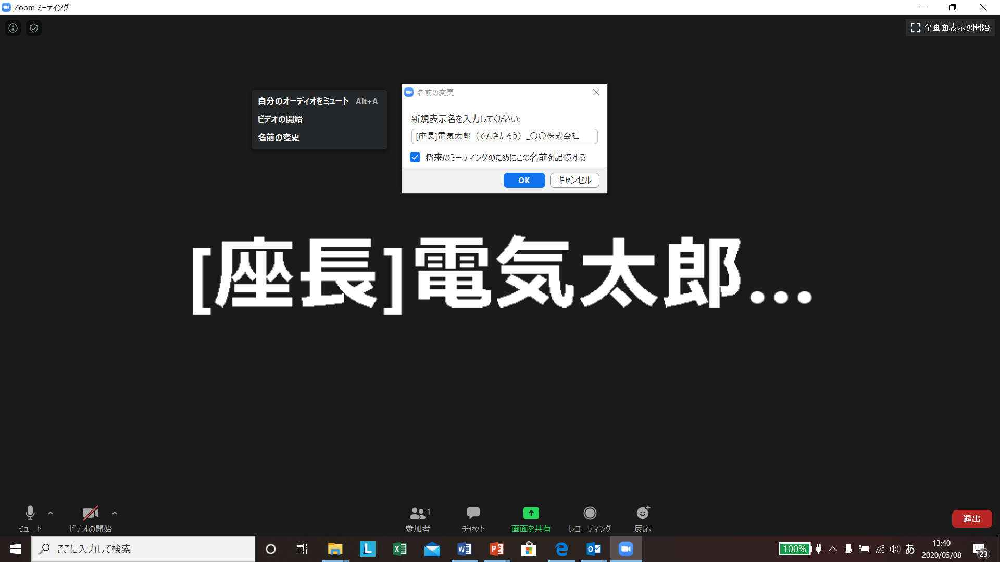 Zoom ミーティング
全画面表示の開始
自分のオーディオをミュート Alt+A
ビデオの開始
名前の変更
名前の変更
新規表示名を入力してください:
[座長]電気太郎（でんきたろう）_〇〇株式会社
将来のミーティングのためにこの名前を記憶する
OK
キャンセル
[座長]電気太郎...
ミュート
ビデオの開始
1
参加者
チャット
画面を共有
レコーディング
反応
退出
ここに入力して検索
100%
あ
13:40
2020/05/08
23